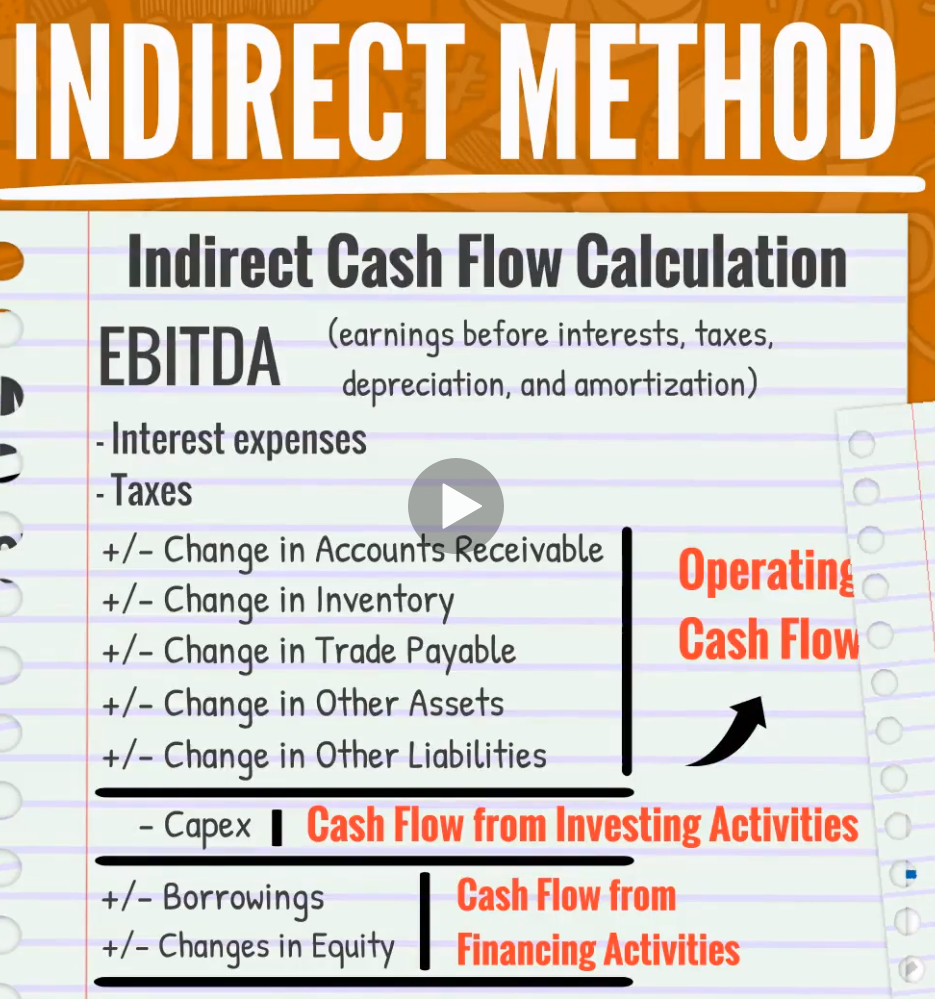 INDIRECT METHOD
Indirect Cash Flow Calculation
EBITDA (earnings before interests, taxes,
depreciation, and amortization)
- Interest expenses
- Taxes
+/- Change in Accounts Receivable
+/- Change in Inventory
+/- Change in Trade Payable
+/- Change in Other Assets
+/- Change in Other Liabilities
Operating
Cash Flow
- Capex
Cash Flow from Investing Activities
+/- Borrowings
+/- Changes in Equity
Cash Flow from
Financing Activities